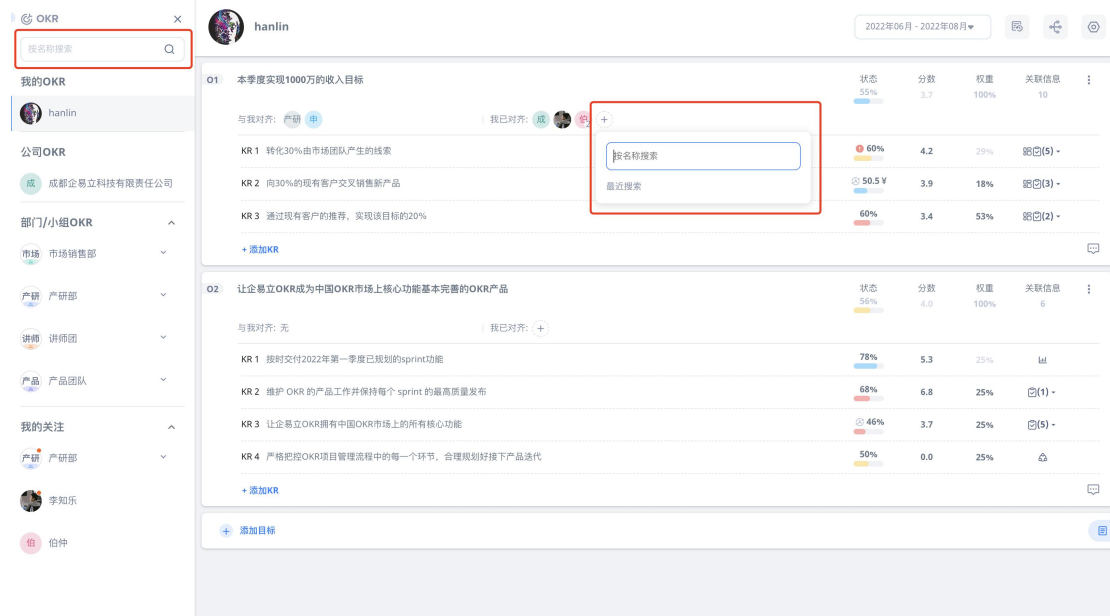 OKR
按名称搜索
我的OKR
hanlin
公司OKR
成 成都企易立科技有限责任公司
部门/小组OKR
市场 市场销售部
产研 产研部
讲师 讲师团
产品 产品团队
我的关注
产研 产研部
李知乐
伯 伯仲
hanlin
2022年06月 - 2022年08月
O1 本季度实现1000万的收入目标 状态 分数 权重 关联信息
55% 3.7 100% 10
与我对齐: 产研 申 我已对齐: 成 伯 2 +
按名称搜索
最近搜索
KR 1 转化30%由市场团队产生的线索 60% 4.2 29% (5)
KR 2 向30%的现有客户交叉销售新产品 50.5 ¥ 3.9 18% (3)
KR 3 通过现有客户的推荐，实现该目标的20% 60% 3.4 53% (2)
+ 添加KR
O2 让企易立OKR成为中国OKR市场上核心功能基本完善的OKR产品 状态 分数 权重 关联信息
56% 4.0 100% 6
与我对齐: 无 我已对齐: +
KR 1 按时交付2022年第一季度已规划的sprint功能 78% 5.3 25%
KR 2 维护 OKR 的产品工作并保持每个 sprint 的最高质量发布 68% 6.8 25% (1)
KR 3 让企易立OKR拥有中国OKR市场上的所有核心功能 46% 3.7 25% (5)
KR 4 严格把控OKR项目管理流程中的每一个环节，合理规划好接下产品迭代 50% 0.0 25%
+ 添加KR
+ 添加目标